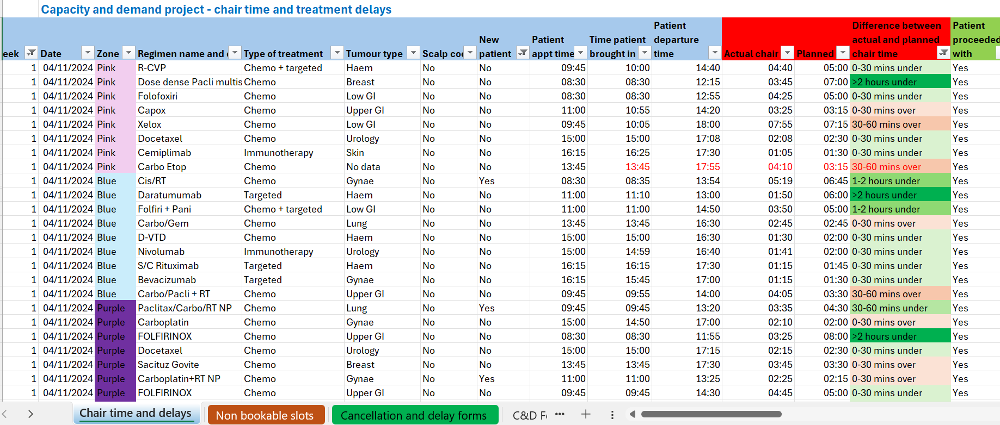 Capacity and demand project - chair time and treatment delays
eek Date Zone Regimen name and Type of treatment Tumour type Scalp New patient Patient appt time Time patient brought in Patient departure time Actual chair Planned Difference between actual and planned chair time Patient proceeded with
1 04/11/2024 Pink R-CVP Chemo + targeted Haem No No 09:45 10:00 14:40 04:40 05:00 0-30 mins under Yes
1 04/11/2024 Pink Dose dense Pacli multis Chemo Breast No No 08:30 08:30 12:15 03:45 07:00 >2 hours under Yes
1 04/11/2024 Pink Folofoxiri Chemo Low GI No No 08:30 08:30 12:55 04:25 05:00 0-30 mins under Yes
1 04/11/2024 Pink Capox Chemo Upper GI No No 11:00 10:55 14:20 03:25 03:15 0-30 mins over Yes
1 04/11/2024 Pink Xelox Chemo Low GI No No 09:45 10:05 18:00 07:55 07:15 30-60 mins over Yes
1 04/11/2024 Pink Docetaxel Chemo Urology No No 15:00 15:00 17:08 02:08 02:30 0-30 mins under Yes
1 04/11/2024 Pink Cemiplimab Immunotherapy Skin No No 16:15 16:25 17:30 01:05 01:30 0-30 mins under Yes
1 04/11/2024 Pink Carbo Etop Chemo No data No No 13:45 13:45 17:55 04:10 03:15 30-60 mins over Yes
1 04/11/2024 Blue Cis/RT Chemo Gynae No Yes 08:30 08:35 13:54 05:19 06:45 1-2 hours under Yes
1 04/11/2024 Blue Daratumumab Targeted Haem No No 11:00 11:10 13:00 01:50 06:00 >2 hours under Yes
1 04/11/2024 Blue Folfiri + Pani Chemo + targeted Low GI No No 11:00 11:00 14:50 03:50 05:00 1-2 hours under Yes
1 04/11/2024 Blue Carbo/Gem Chemo Lung No No 13:45 13:45 16:30 02:45 02:45 0-30 mins over Yes
1 04/11/2024 Blue D-VTD Chemo Haem No No 15:00 15:00 16:30 01:30 02:00 0-30 mins under Yes
1 04/11/2024 Blue Nivolumab Immunotherapy Urology No No 15:00 14:59 16:40 01:41 02:00 0-30 mins under Yes
1 04/11/2024 Blue S/C Rituximab Targeted Haem No No 16:15 16:15 17:30 01:15 01:45 0-30 mins under Yes
1 04/11/2024 Blue Bevacizumab Targeted Gynae No No 16:15 15:45 17:00 01:15 01:30 0-30 mins under Yes
1 04/11/2024 Blue Carbo/Pacli + RT Chemo Upper GI No No 09:45 09:55 14:00 04:05 03:30 30-60 mins over Yes
1 04/11/2024 Purple Paclitax/Carbo/RT NP Chemo Lung No Yes 09:45 09:45 13:20 03:35 04:30 30-60 mins under Yes
1 04/11/2024 Purple Carboplatin Chemo Gynae No No 15:00 14:50 17:00 02:10 02:00 0-30 mins over Yes
1 04/11/2024 Purple FOLFIRINOX Chemo Upper GI No No 08:30 08:30 11:55 03:25 08:00 >2 hours under Yes
1 04/11/2024 Purple Docetaxel Chemo Urology No No 15:00 15:00 17:15 02:15 02:30 0-30 mins under Yes
1 04/11/2024 Purple Sacituz Govite Chemo Breast No No 13:45 13:45 17:30 03:45 03:30 0-30 mins over Yes
1 04/11/2024 Purple Carboplatin+RT NP Chemo Gynae No Yes 11:00 11:00 13:25 02:25 02:15 0-30 mins over Yes
1 04/11/2024 Purple FOLFIRINOX Chemo Upper GI No No 09:45 09:45 14:30 04:45 05:00 0-30 mins under Yes
Chair time and delays Non bookable slots Cancellation and delay forms C&D